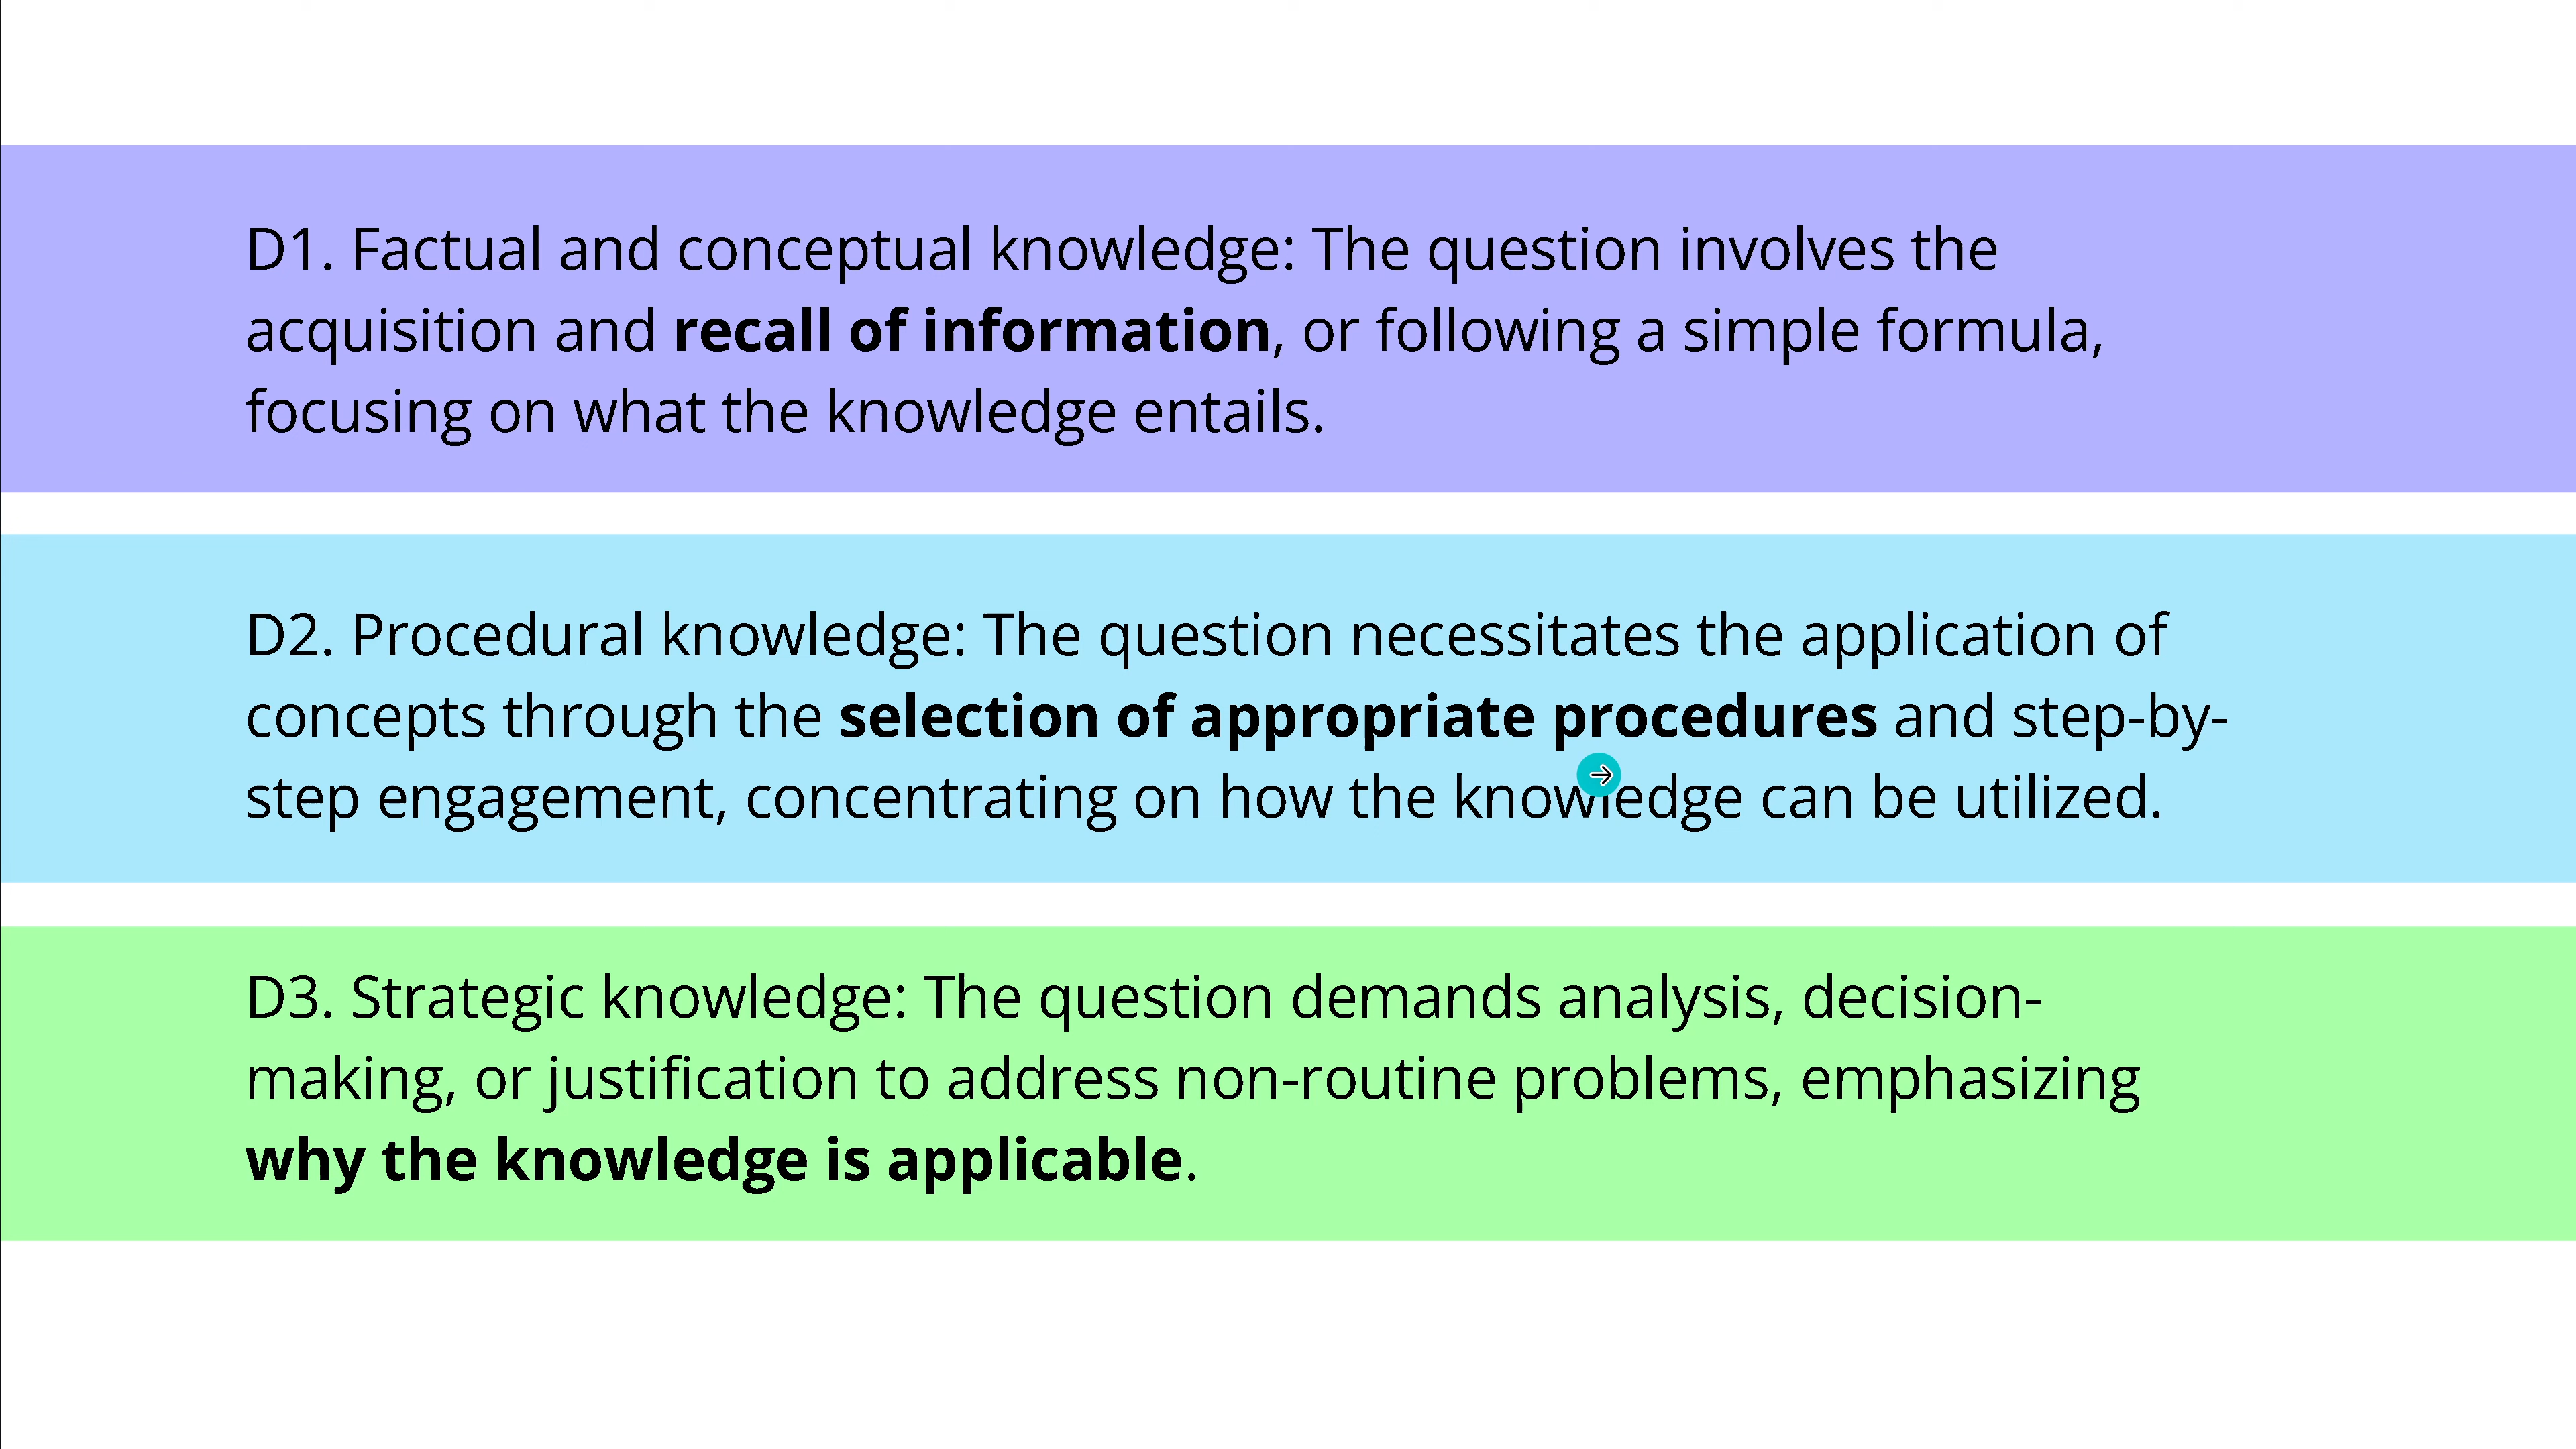 D1. Factual and conceptual knowledge: The question involves the
acquisition and recall of information, or following a simple formula,
focusing on what the knowledge entails.
D2. Procedural knowledge: The question necessitates the application of
concepts through the selection of appropriate procedures and step-by-
step engagement, concentrating on how the knowledge can be utilized.
D3. Strategic knowledge: The question demands analysis, decision-
making, or justification to address non-routine problems, emphasizing
why the knowledge is applicable.